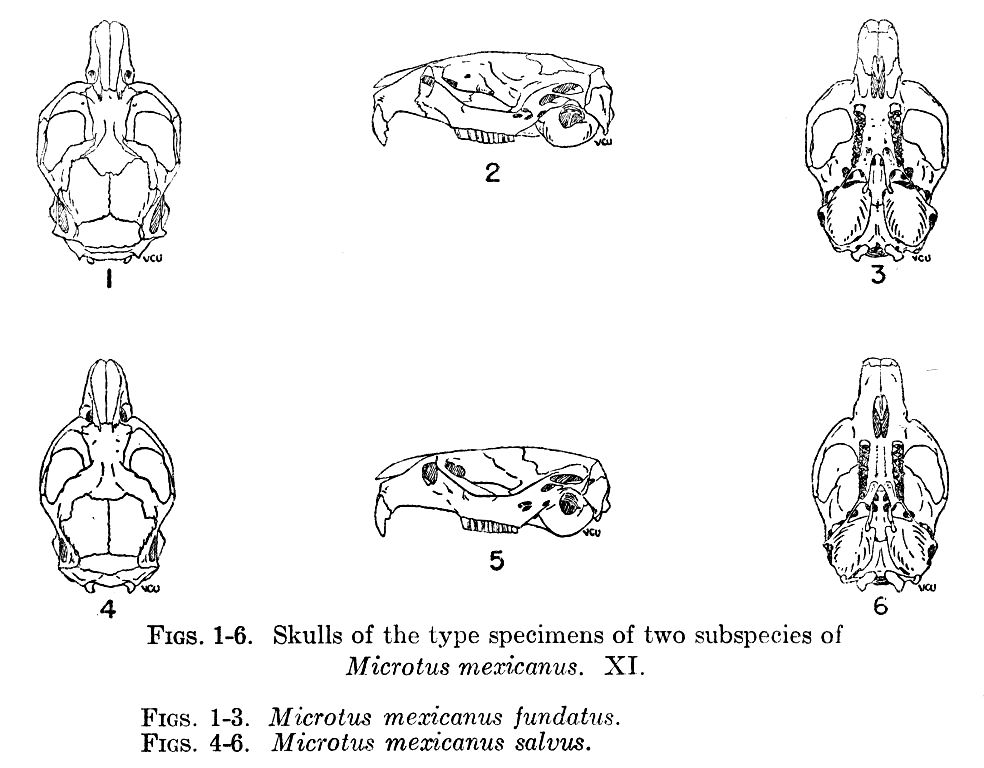 VCU
VCU
VCU
1
2
3
VCU
VCU
VCU
4
5
6
FIGS. 1-6. Skulls of the type specimens of two subspecies of
Microtus mexicanus. XI.
FIGS. 1-3. Microtus mexicanus fundatus.
FIGS. 4-6. Microtus mexicanus salvus.